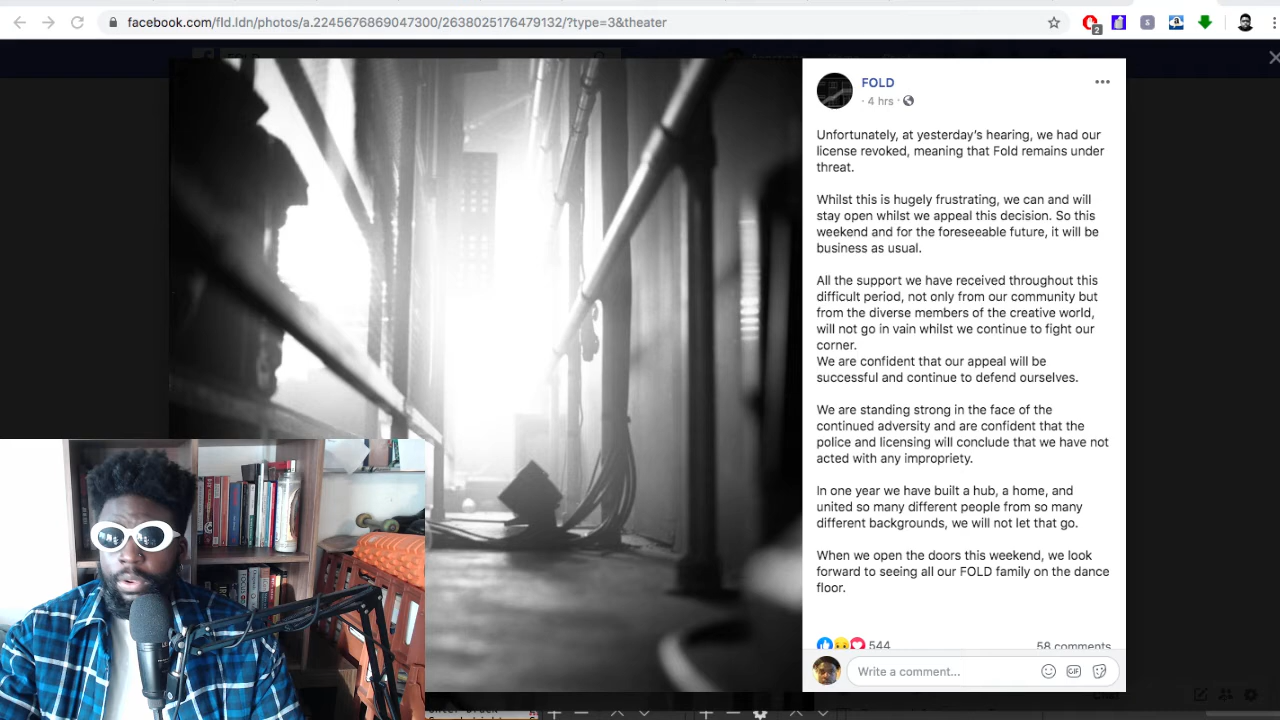 facebook.com/fld.ldn/photos/a.2245676869047300/2638025176479132/?type=3&theater
2
FOLD
4 hrs
Unfortunately, at yesterday's hearing, we had our
license revoked, meaning that Fold remains under
threat.
Whilst this is hugely frustrating, we can and will
stay open whilst we appeal this decision. So this
weekend and for the foreseeable future, it will be
business as usual.
All the support we have received throughout this
difficult period, not only from our community but
from the diverse members of the creative world,
will not go in vain whilst we continue to fight our
corner.
We are confident that our appeal will be
successful and continue to defend ourselves.
We are standing strong in the face of the
continued adversity and are confident that the
police and licensing will conclude that we have not
acted with any impropriety.
In one year we have built a hub, a home, and
united so many different people from so many
different backgrounds, we will not let that go.
When we open the doors this weekend, we look
forward to seeing all our FOLD family on the dance
floor.
544
58 comments
Write a comment...
GIF